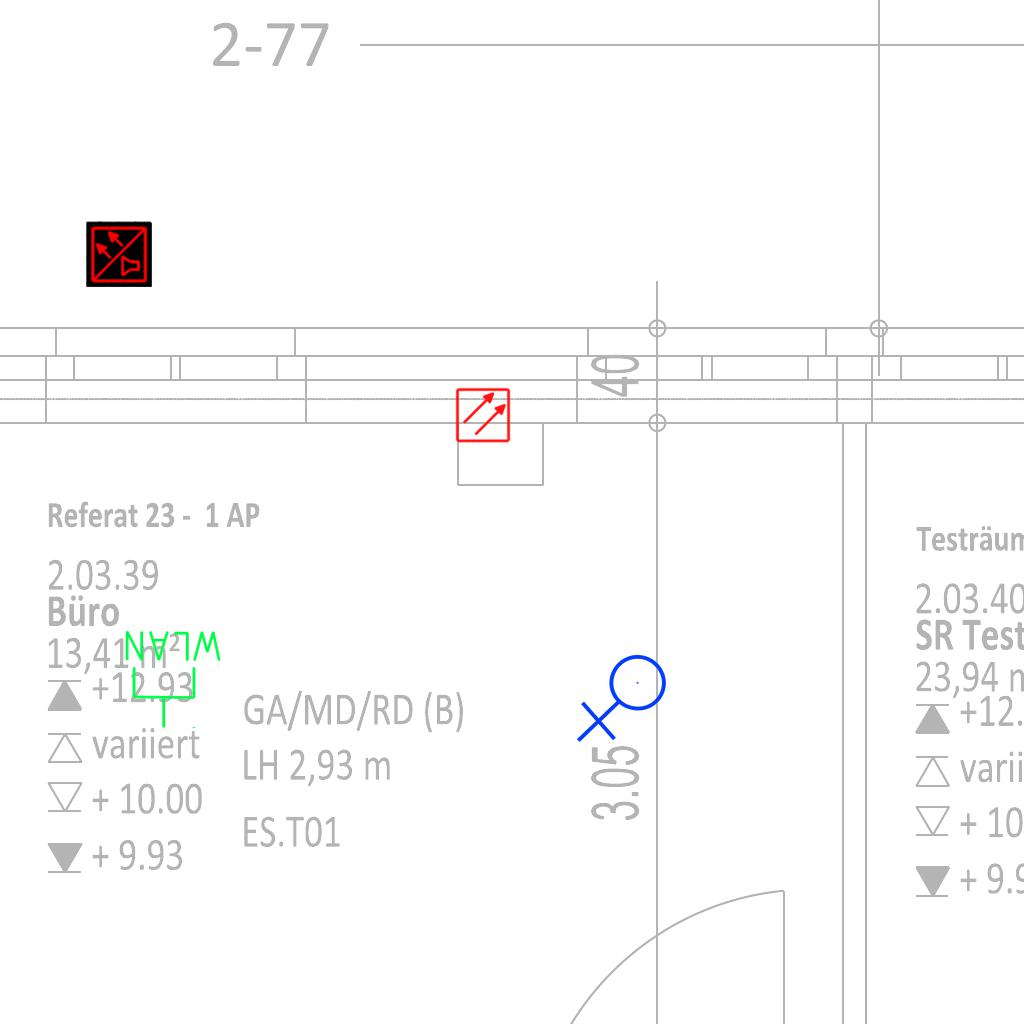 2-77
40
Referat 23 -  1 AP
2.03.39
Büro
13,41 m²
WLAN
+12.93
variiert
+ 10.00
+ 9.93
GA/MD/RD (B)
LH 2,93 m
ES.T01
3.05
Testräum
2.03.40
SR Test
23,94 m
+12.
varii
+ 10
+ 9.9